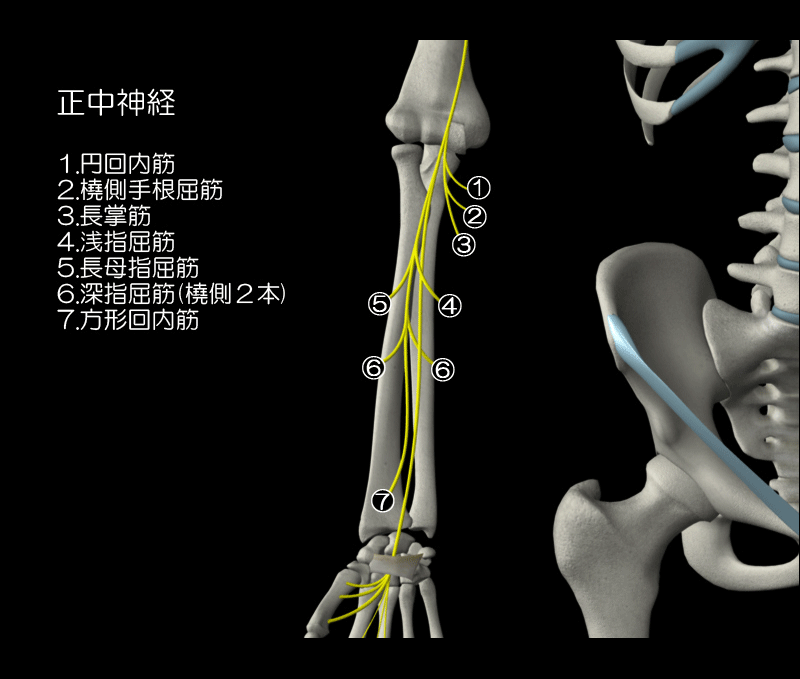 正中神経
1.円回内筋
2.橈側手根屈筋
3.長掌筋
4.浅指屈筋
5.長母指屈筋
6.深指屈筋(橈側２本)
7.方形回内筋
①
②
③
⑤
④
⑥
⑥
⑦